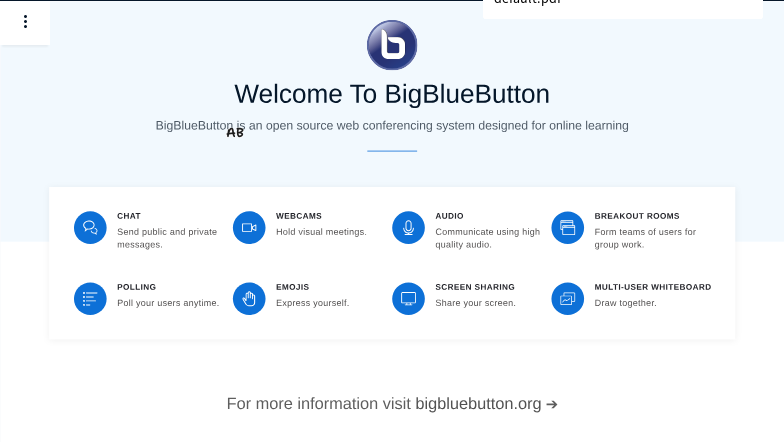 default.pdf
Welcome To BigBlueButton
BigBlueButton is an open source web conferencing system designed for online learning
AB
CHAT
Send public and private
messages.
WEBCAMS
Hold visual meetings.
AUDIO
Communicate using high
quality audio.
BREAKOUT ROOMS
Form teams of users for
group work.
POLLING
Poll your users anytime.
EMOJIS
Express yourself.
SCREEN SHARING
Share your screen.
MULTI-USER WHITEBOARD
Draw together.
For more information visit bigbluebutton.org →